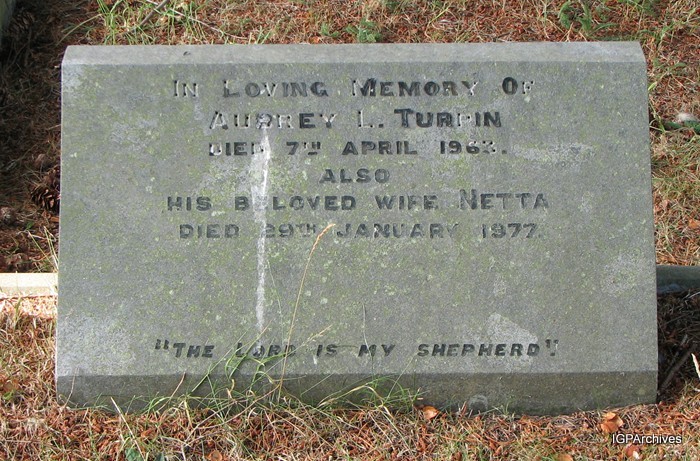 In Loving Memory Of
Aubrey L. Turpin
died 7th April 1963.
also
his beloved wife Netta
died 29th January 1977.
"The Lord is my shepherd".
IGPArchives